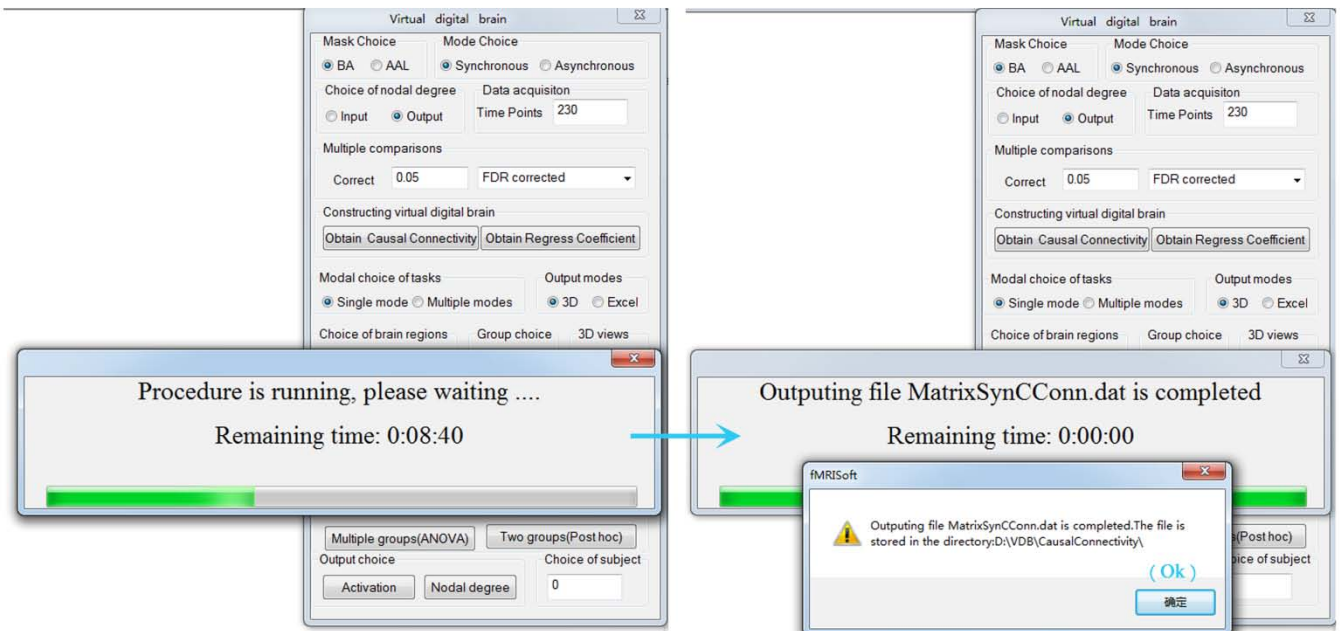 Virtual digital brain
Mask Choice Mode Choice
BA AAL Synchronous Asynchronous
Choice of nodal degree Data acquisiton
Input Output Time Points 230
Multiple comparisons
Correct 0.05 FDR corrected
Constructing virtual digital brain
Obtain Causal Connectivity Obtain Regress Coefficient
Modal choice of tasks Output modes
Single mode Multiple modes 3D Excel
Choice of brain regions Group choice 3D views
Procedure is running, please waiting ....
Remaining time: 0:08:40
Multiple groups(ANOVA) Two groups(Post hoc)
Output choice Choice of subject
Activation Nodal degree 0
Virtual digital brain
Mask Choice Mode Choice
BA AAL Synchronous Asynchronous
Choice of nodal degree Data acquisiton
Input Output Time Points 230
Multiple comparisons
Correct 0.05 FDR corrected
Constructing virtual digital brain
Obtain Causal Connectivity Obtain Regress Coefficient
Modal choice of tasks Output modes
Single mode Multiple modes 3D Excel
Choice of brain regions Group choice 3D views
Outputing file MatrixSynCConn.dat is completed
Remaining time: 0:00:00
fMRISoft
Outputing file MatrixSynCConn.dat is completed.The file is
stored in the directory:D:\VDB\CausalConnectivity\
(Ok)
确定
(Post hoc)
of subject